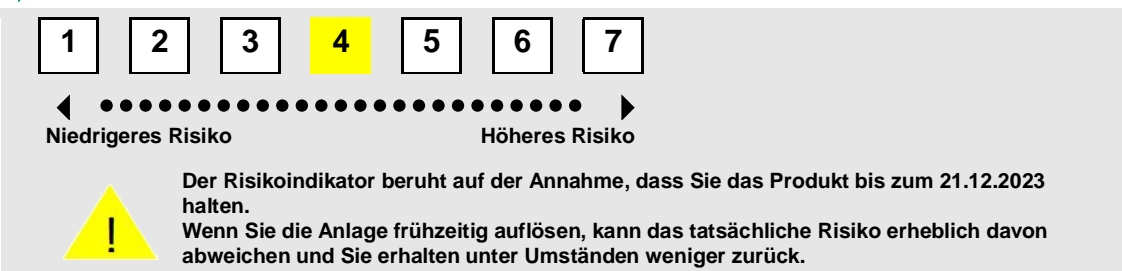 1 2 3 4 5 6 7
Niedrigeres Risiko Höheres Risiko
Der Risikoindikator beruht auf der Annahme, dass Sie das Produkt bis zum 21.12.2023
halten.
!
Wenn Sie die Anlage frühzeitig auflösen, kann das tatsächliche Risiko erheblich davon
abweichen und Sie erhalten unter Umständen weniger zurück.